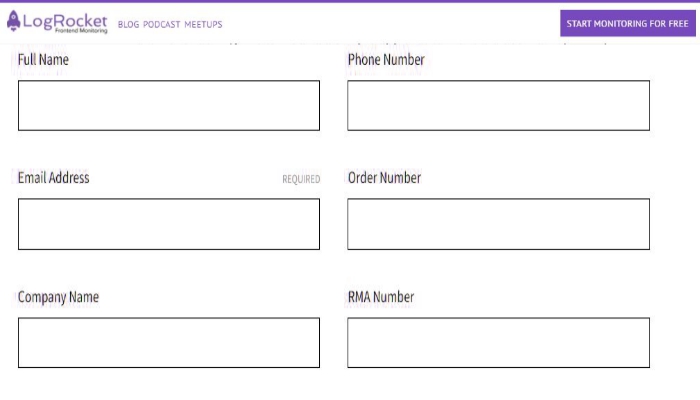 LogRocket
Frontend Monitoring
BLOG PODCAST MEETUPS
START MONITORING FOR FREE
Full Name
Phone Number
Email Address
REQUIRED
Order Number
Company Name
RMA Number